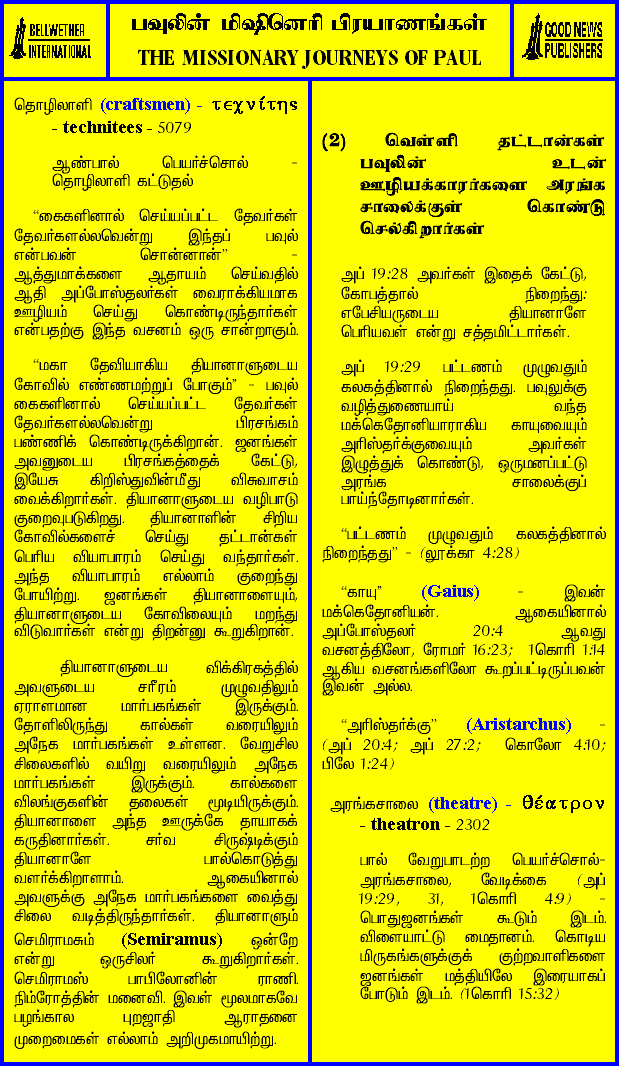 BELLWETHER
INTERNATIONAL
பவுலின் மிஷினெரி பிரயாணங்கள்
THE MISSIONARY JOURNEYS OF PAUL
GOOD NEWS
PUBLISHERS
தொழிலாளி (craftsmen) - τεχνίτης
- technitees - 5079
ஆண்பால் பெயர்ச்சொல் -
தொழிலாளி கட்டுதல்
“கைகளினால் செய்யப்பட்ட தேவர்கள்
தேவர்களல்லவென்று இந்தப் பவுல்
என்பவன் சொன்னான்” -
ஆத்துமாக்களை ஆதாயம் செய்வதில்
ஆதி அப்போஸ்தலர்கள் வைராக்கியமாக
ஊழியம் செய்து கொண்டிருந்தார்கள்
என்பதற்கு இந்த வசனம் ஒரு சான்றாகும்.
“மகா தேவியாகிய தியானாளுடைய
கோவில் எண்ணமற்றுப் போகும்” - பவுல்
கைகளினால் செய்யப்பட்ட தேவர்கள்
தேவர்களல்லவென்று பிரசங்கம்
பண்ணிக் கொண்டிருக்கிறான். ஜனங்கள்
அவனுடைய பிரசங்கத்தைக் கேட்டு,
இயேசு கிறிஸ்துவின்மீது விசுவாசம்
வைக்கிறார்கள். தியானாளுடைய வழிபாடு
குறைவுபடுகிறது. தியானாளின் சிறிய
கோவில்களைச் செய்து தட்டான்கள்
பெரிய வியாபாரம் செய்து வந்தார்கள்.
அந்த வியாபாரம் எல்லாம் குறைந்து
போயிற்று. ஜனங்கள் தியானாளையும்,
தியானாளுடைய கோவிலையும் மறந்து
விடுவார்கள் என்று திறன்னு கூறுகிறான்.
தியானாளுடைய விக்கிரகத்தில்
அவளுடைய சரீரம் முழுவதிலும்
ஏராளமான மார்பகங்கள் இருக்கும்.
தோளிலிருந்து கால்கள் வரையிலும்
அநேக மார்பகங்கள் உள்ளன. வேறுசில
சிலைகளில் வயிறு வரையிலும் அநேக
மார்பகங்கள் இருக்கும். கால்களை
விலங்குகளின் தலைகள் மூடியிருக்கும்.
தியானாளை அந்த ஊருக்கே தாயாகக்
கருதினார்கள். சர்வ சிருஷ்டிக்கும்
தியானாளே பால்கொடுத்து
வளர்க்கிறாளாம். ஆகையினால்
அவளுக்கு அநேக மார்பகங்களை வைத்து
சிலை வடித்திருந்தார்கள். தியானாளும்
செமிராமசும் (Semiramus) ஒன்றே
என்று ஒருசிலர் கூறுகிறார்கள்.
செமிராமஸ் பாபிலோனின் ராணி.
நிம்ரோத்தின் மனைவி. இவள் மூலமாகவே
பழங்கால புறஜாதி ஆராதனை
முறைமைகள் எல்லாம் அறிமுகமாயிற்று.
(2) வெள்ளி தட்டான்கள்
பவுலின் உடன்
ஊழியக்காரர்களை அரங்க
சாலைக்குள் கொண்டு
செல்கிறார்கள்
அப் 19:28 அவர்கள் இதைக் கேட்டு,
கோபத்தால் நிறைந்து:
எபேசியருடைய தியானாளே
பெரியவள் என்று சத்தமிட்டார்கள்.
அப் 19:29 பட்டணம் முழுவதும்
கலகத்தினால் நிறைந்தது. பவுலுக்கு
வழித்துணையாய் வந்த
மக்கெதோனியாராகிய காயுவையும்
அரிஸ்தர்க்குவையும் அவர்கள்
இழுத்துக் கொண்டு, ஒருமனப்பட்டு
அரங்க சாலைக்குப்
பாய்ந்தோடினார்கள்.
“பட்டணம் முழுவதும் கலகத்தினால்
நிறைந்தது” - (லூக்கா 4:28)
“காயு” (Gaius) - இவன்
மக்கெதோனியன். ஆகையினால்
அப்போஸ்தலர் 20:4 ஆவது
வசனத்திலோ, ரோமர் 16:23; 1கொரி 1:14
ஆகிய வசனங்களிலோ கூறப்பட்டிருப்பவன்
இவன் அல்ல.
“அரிஸ்தர்க்கு” (Aristarchus) -
(அப் 20:4; அப் 27:2; கொலோ 4:10;
பிலே 1:24)
அரங்கசாலை (theatre) - θέατρον
- theatron - 2302
பால் வேறுபாடற்ற பெயர்ச்சொல்-
அரங்கசாலை, வேடிக்கை (அப்
19:29, 31, 1கொரி 4:9) -
பொதுஜனங்கள் கூடும் இடம்.
விளையாட்டு மைதானம். கொடிய
மிருகங்களுக்குக் குற்றவாளிகளை
ஜனங்கள் மத்தியிலே இரையாகப்
போடும் இடம். (1கொரி 15:32)